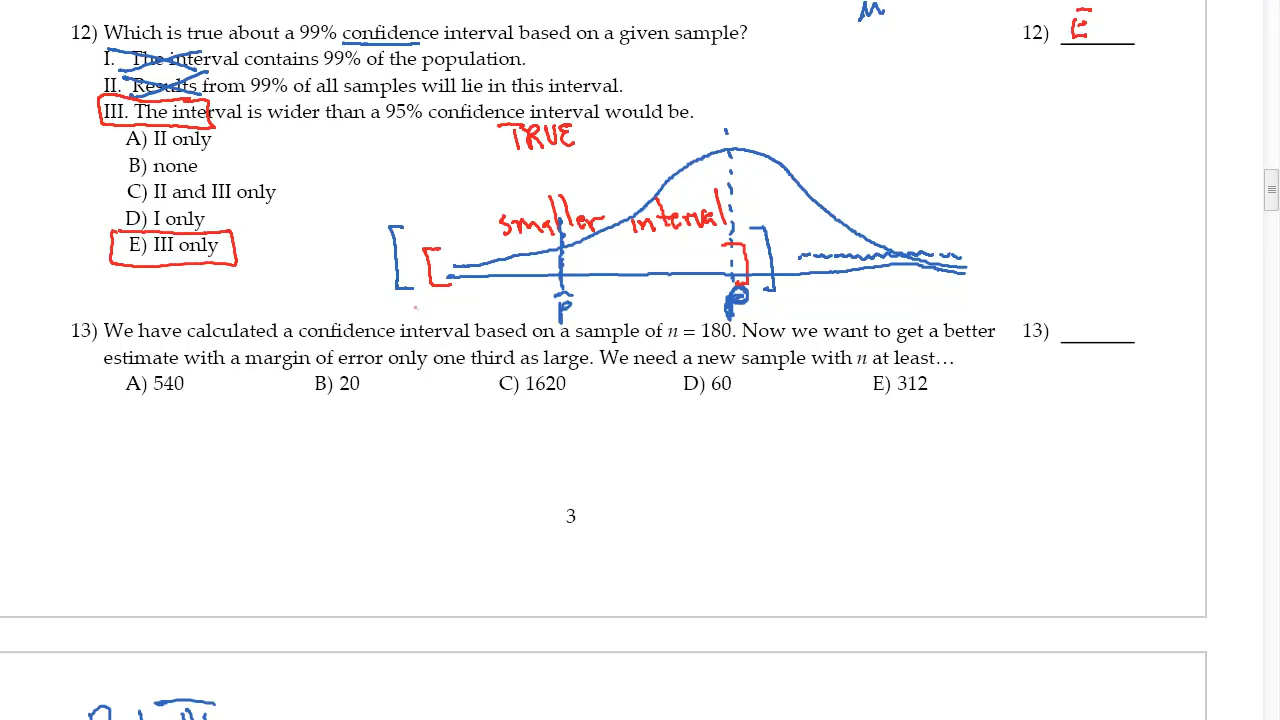 μ
12) Which is true about a 99% confidence interval based on a given sample? 12) E
I. The interval contains 99% of the population.
II. Results from 99% of all samples will lie in this interval.
III. The interval is wider than a 95% confidence interval would be.
A) II only TRUE
B) none
C) II and III only
D) I only smaller interval
E) III only
p̂ p
13) We have calculated a confidence interval based on a sample of n = 180. Now we want to get a better 13)
estimate with a margin of error only one third as large. We need a new sample with n at least…
A) 540 B) 20 C) 1620 D) 60 E) 312
3